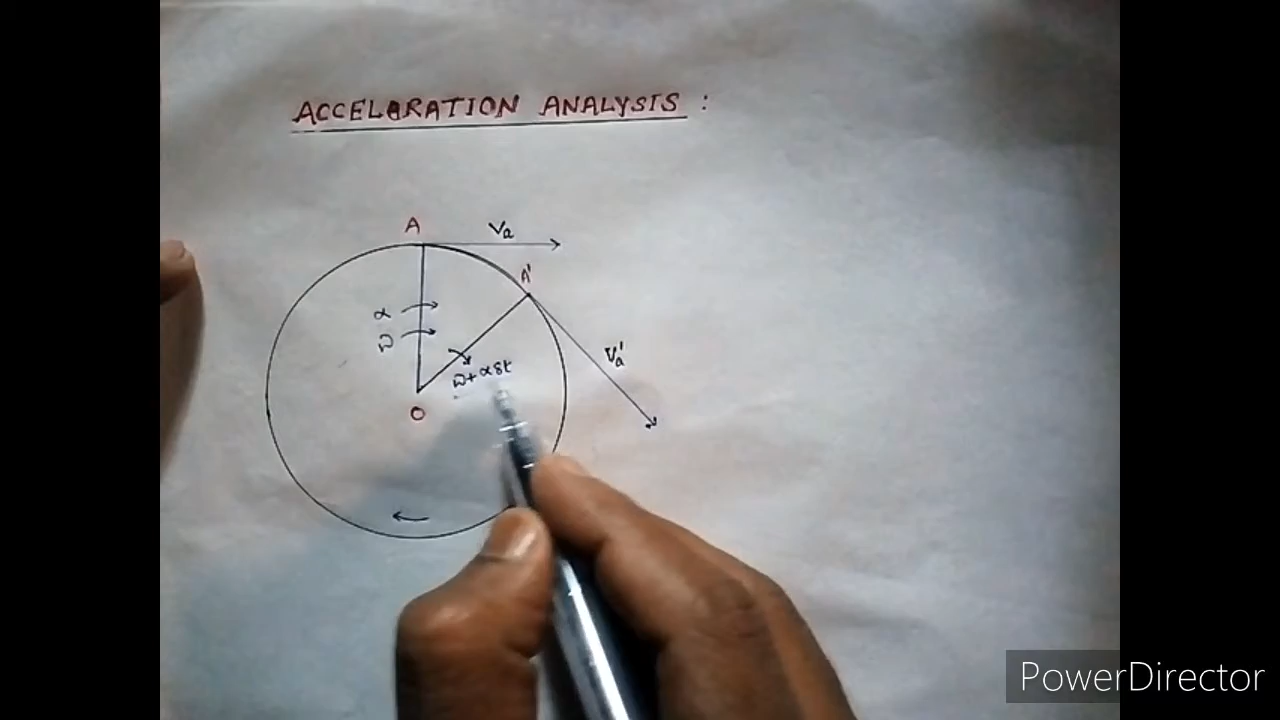 ACCELERATION ANALYSIS :
A
Va
A'
α
ω
Va'
ω+αδt
O
PowerDirector